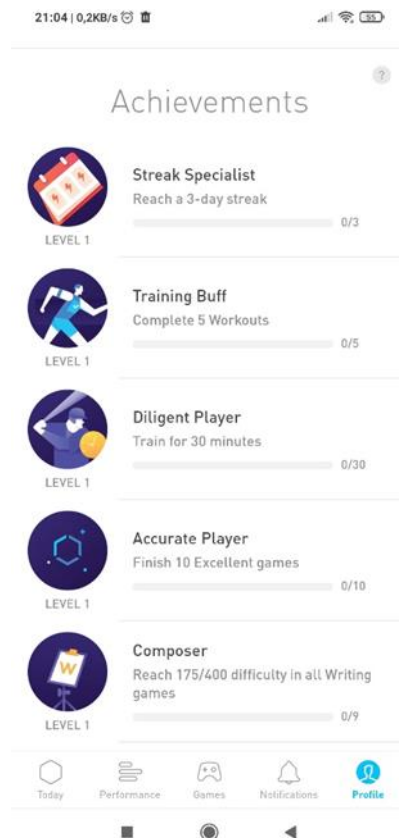 21:04 | 0,2KB/s
55
?
Achievements
Streak Specialist
Reach a 3-day streak
0/3
LEVEL 1
Training Buff
Complete 5 Workouts
0/5
LEVEL 1
Diligent Player
Train for 30 minutes
0/30
LEVEL 1
Accurate Player
Finish 10 Excellent games
0/10
LEVEL 1
Composer
W
Reach 175/400 difficulty in all Writing
games
0/9
LEVEL 1
Today Performance Games Notifications Profile